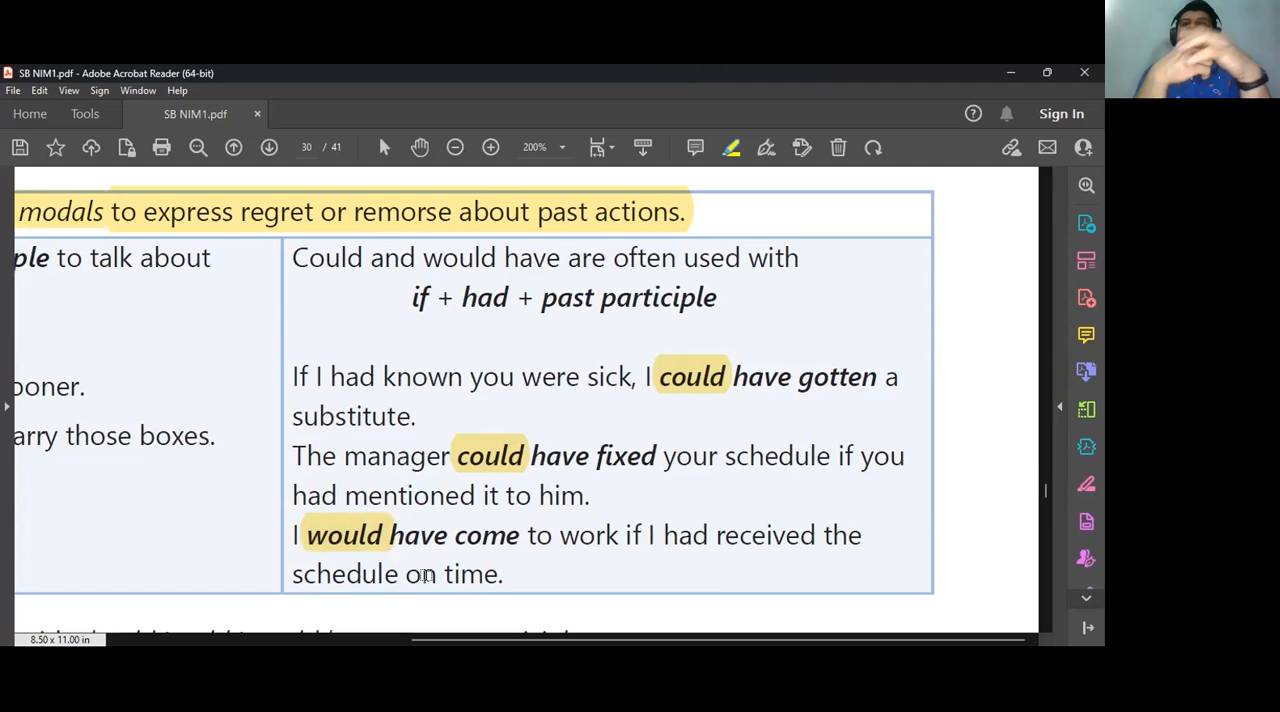 SB NIM1.pdf - Adobe Acrobat Reader (64-bit)
File Edit View Sign Window Help
Home Tools SB NIM1.pdf × Sign In
30 / 41 200%
modals to express regret or remorse about past actions.
ple to talk about
ooner.
arry those boxes.
Could and would have are often used with
if + had + past participle
If I had known you were sick, I could have gotten a
substitute.
The manager could have fixed your schedule if you
had mentioned it to him.
I would have come to work if I had received the
schedule on time.
8.50 x 11.00 in